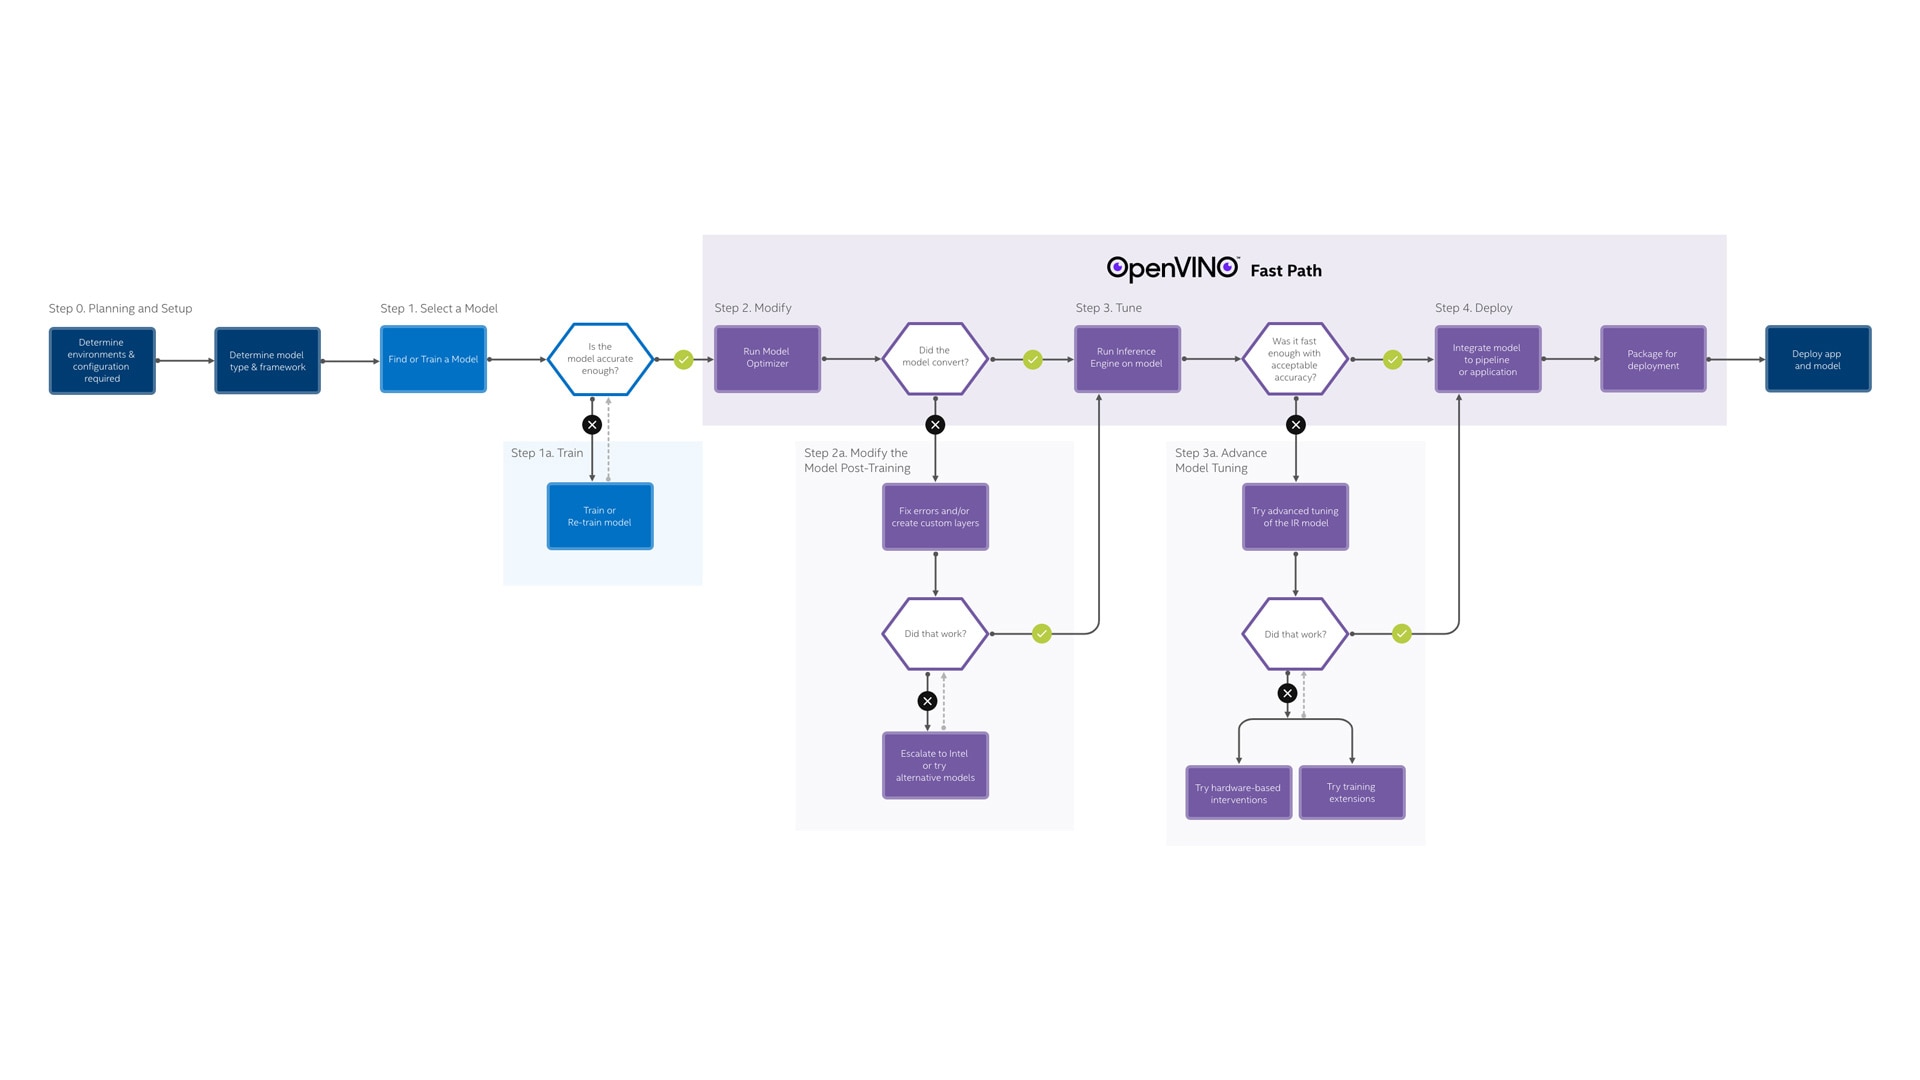 OpenVINO™ Fast Path
Step 0. Planning and Setup
Determine
environments &
configuration
required
Determine model
type & framework
Step 1. Select a Model
Find or Train a Model
Is the
model accurate
enough?
Step 1a. Train
Train or
Re-train model
Step 2. Modify
Run Model
Optimizer
Did the
model convert?
Step 2a. Modify the
Model Post-Training
Fix errors and/or
create custom layers
Did that work?
Escalate to Intel
or try
alternative models
Step 3. Tune
Run Inference
Engine on model
Was it fast
enough with
acceptable
accuracy?
Step 3a. Advance
Model Tuning
Try advanced tuning
of the IR model
Did that work?
Try hardware-based
interventions
Try training
extensions
Step 4. Deploy
Integrate model
to pipeline
or application
Package for
deployment
Deploy app
and model